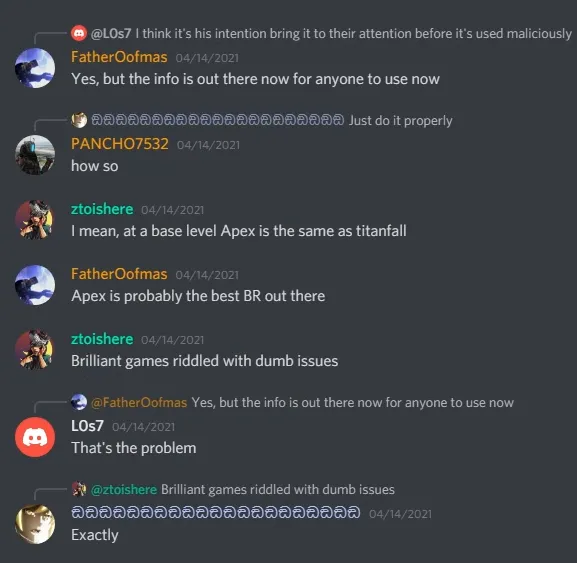 @L0s7 I think it's his intention bring it to their attention before it's used maliciously
FatherOofmas 04/14/2021
Yes, but the info is out there now for anyone to use now
Just do it properly
PANCHO7532 04/14/2021
how so
ztoishere 04/14/2021
I mean, at a base level Apex is the same as titanfall
FatherOofmas 04/14/2021
Apex is probably the best BR out there
ztoishere 04/14/2021
Brilliant games riddled with dumb issues
@FatherOofmas Yes, but the info is out there now for anyone to use now
L0s7 04/14/2021
That's the problem
@ztoishere Brilliant games riddled with dumb issues
04/14/2021
Exactly